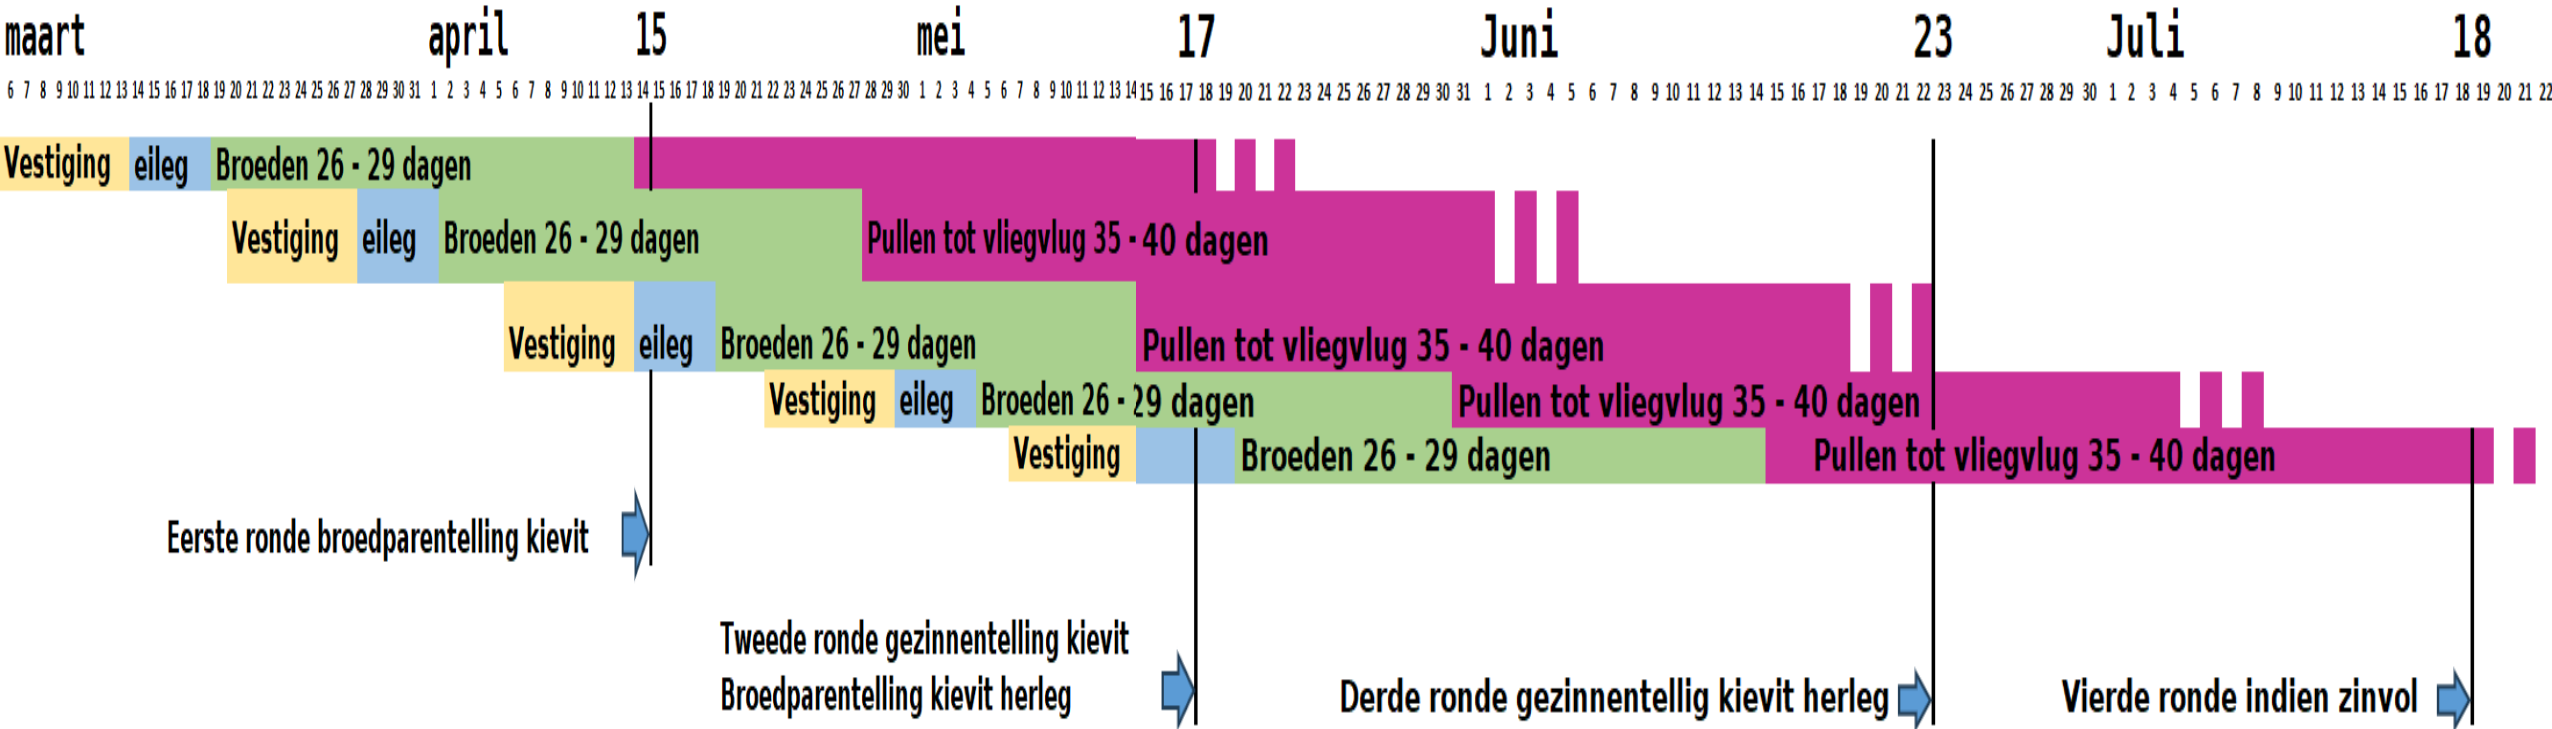 maart april 15 mei 17 Juni 23 Juli 18
6 7 8 9 10 11 12 13 14 15 16 17 18 19 20 21 22 23 24 25 26 27 28 29 30 31 1 2 3 4 5 6 7 8 9 10 11 12 13 14 15 16 17 18 19 20 21 22 23 24 25 26 27 28 29 30 1 2 3 4 5 6 7 8 9 10 11 12 13 14 15 16 17 18 19 20 21 22 23 24 25 26 27 28 29 30 31 1 2 3 4 5 6 7 8 9 10 11 12 13 14 15 16 17 18 19 20 21 22 23 24 25 26 27 28 29 30 1 2 3 4 5 6 7 8 9 10 11 12 13 14 15 16 17 18 19 20 21 22
Vestiging eileg Broeden 26 - 29 dagen
Vestiging eileg Broeden 26 - 29 dagen Pullen tot vliegvlug 35 - 40 dagen
Vestiging eileg Broeden 26 - 29 dagen Pullen tot vliegvlug 35 - 40 dagen
Vestiging eileg Broeden 26 - 29 dagen Pullen tot vliegvlug 35 - 40 dagen
Vestiging Broeden 26 - 29 dagen Pullen tot vliegvlug 35 - 40 dagen
Eerste ronde broedparentelling kievit
Tweede ronde gezinnentelling kievit
Broedparentelling kievit herleg
Derde ronde gezinnentellig kievit herleg
Vierde ronde indien zinvol